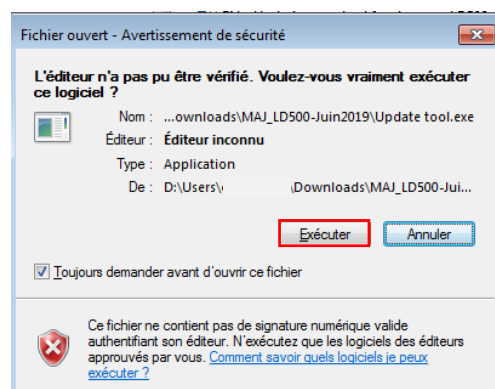 Fichier ouvert - Avertissement de sécurité
L'éditeur n'a pas pu être vérifié. Voulez-vous vraiment exécuter
ce logiciel ?
Nom : ...ownloads\MAJ_LD500-Juin2019\Update tool.exe
Éditeur : Éditeur inconnu
Type : Application
De : D:\Users\ \Downloads\MAJ_LD500-Jui...
Exécuter Annuler
Toujours demander avant d'ouvrir ce fichier
Ce fichier ne contient pas de signature numérique valide
authentifiant son éditeur. N'exécutez que les logiciels des éditeurs
approuvés par vous. Comment savoir quels logiciels je peux
exécuter ?